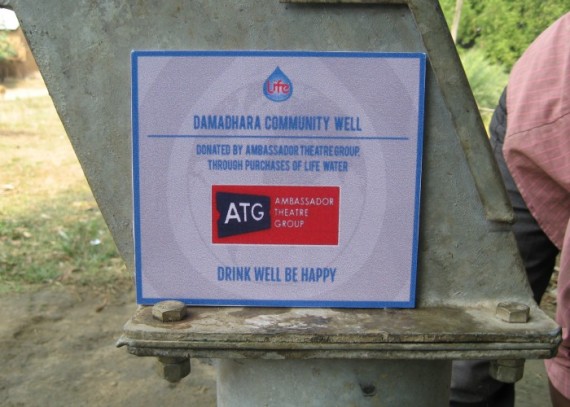 Life
DAMADHARA COMMUNITY WELL
DONATED BY AMBASSADOR THEATRE GROUP,
THROUGH PURCHASES OF LIFE WATER
ATG
AMBASSADOR
THEATRE
GROUP
DRINK WELL BE HAPPY